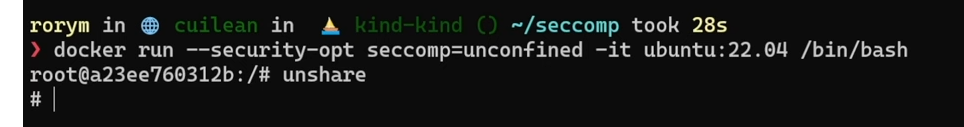 rorym in 🌐 cuilean in ⛵ kind-kind () ~/seccomp took 28s
❯ docker run --security-opt seccomp=unconfined -it ubuntu:22.04 /bin/bash
root@a23ee760312b:/# unshare
#